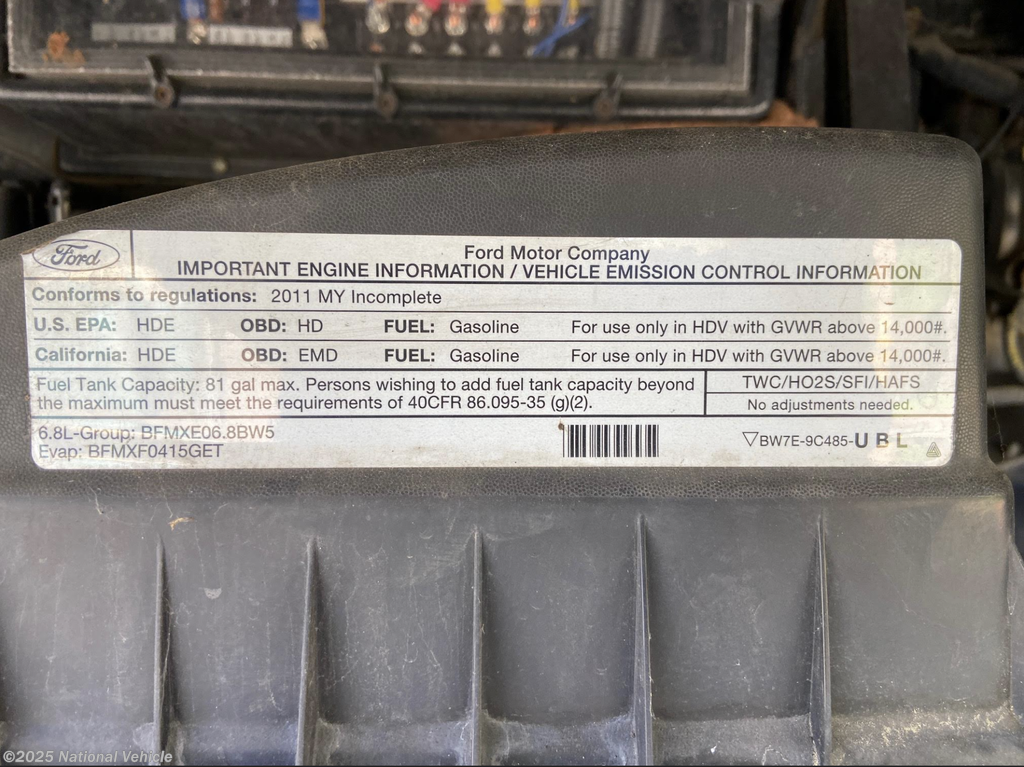 Ford
Ford Motor Company
IMPORTANT ENGINE INFORMATION / VEHICLE EMISSION CONTROL INFORMATION
Conforms to regulations: 2011 MY Incomplete
U.S. EPA: HDE OBD: HD FUEL: Gasoline For use only in HDV with GVWR above 14,000#.
California: HDE OBD: EMD FUEL: Gasoline For use only in HDV with GVWR above 14,000#.
Fuel Tank Capacity: 81 gal max. Persons wishing to add fuel tank capacity beyond
the maximum must meet the requirements of 40CFR 86.095-35 (g)(2).
TWC/HO2S/SFI/HAFS
No adjustments needed.
6.8L-Group: BFMXE06.8BW5
Evap: BFMXF0415GET
▽BW7E-9C485-U B L
©2025 National Vehicle